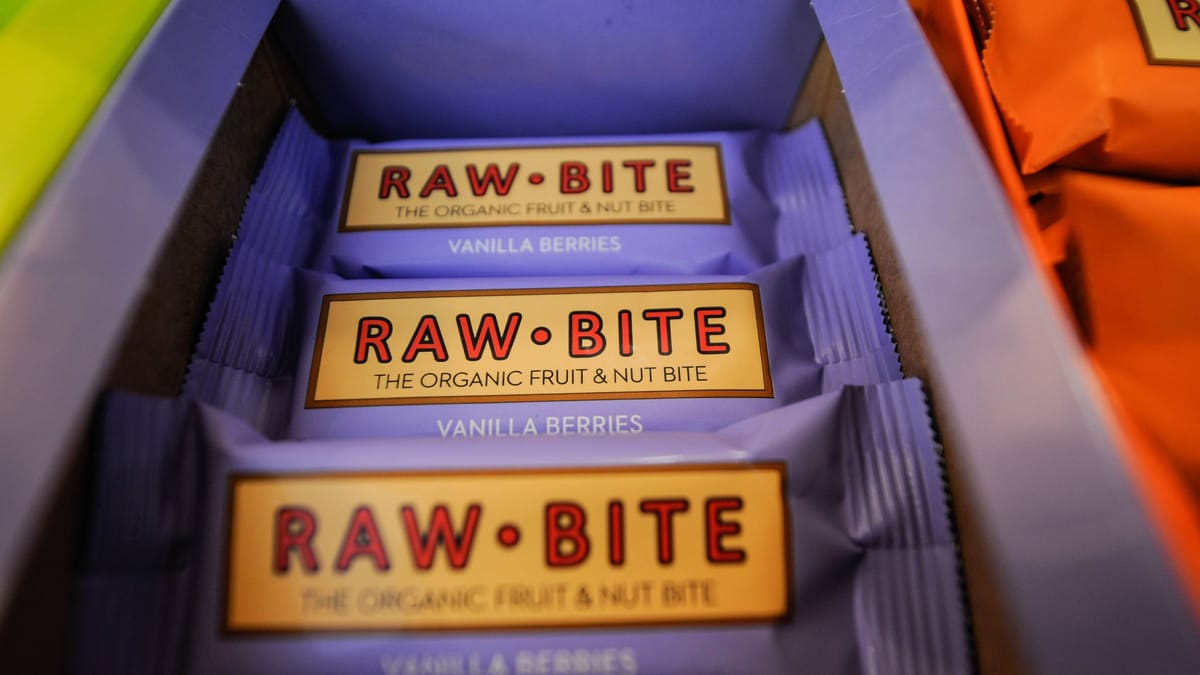 RAW•BITE
THE ORGANIC FRUIT & NUT BITE
VANILLA BERRIES
RAW•BITE
THE ORGANIC FRUIT & NUT BITE
VANILLA BERRIES
RAW•BITE
THE ORGANIC FRUIT & NUT BITE
VANILLA BERRIES
R